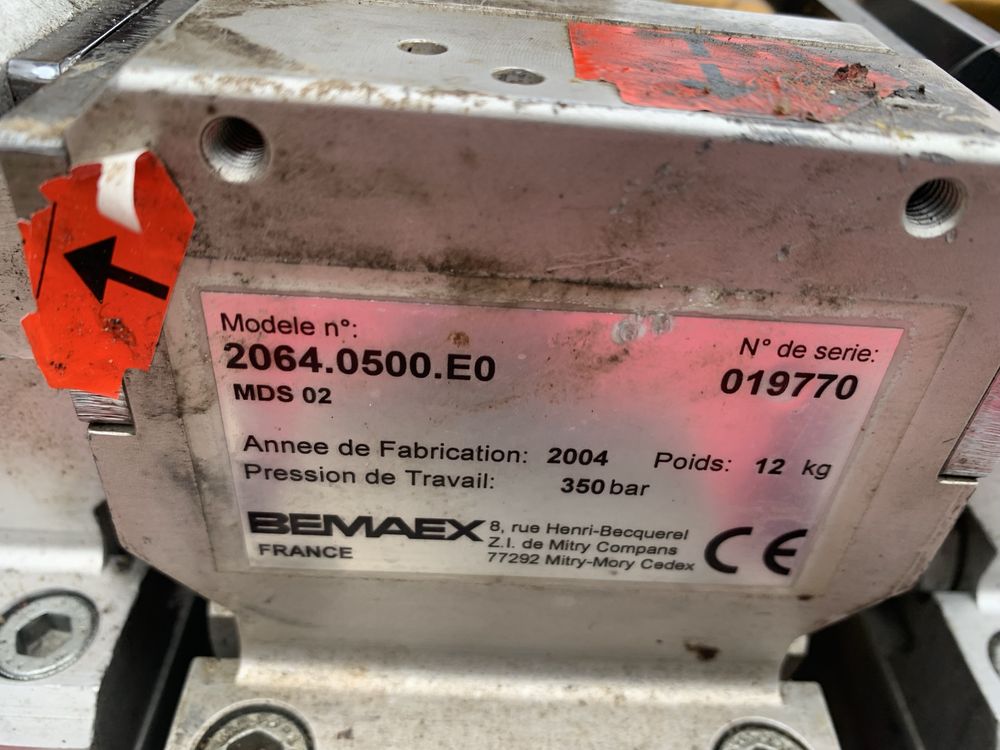 Modele n°:
2064.0500.E0
MDS 02
N° de serie:
019770
Annee de Fabrication: 2004 Poids: 12 kg
Pression de Travail: 350 bar
BEMAEX
FRANCE
8, rue Henri-Becquerel
Z.I. de Mitry Compans
77292 Mitry-Mory Cedex
CE